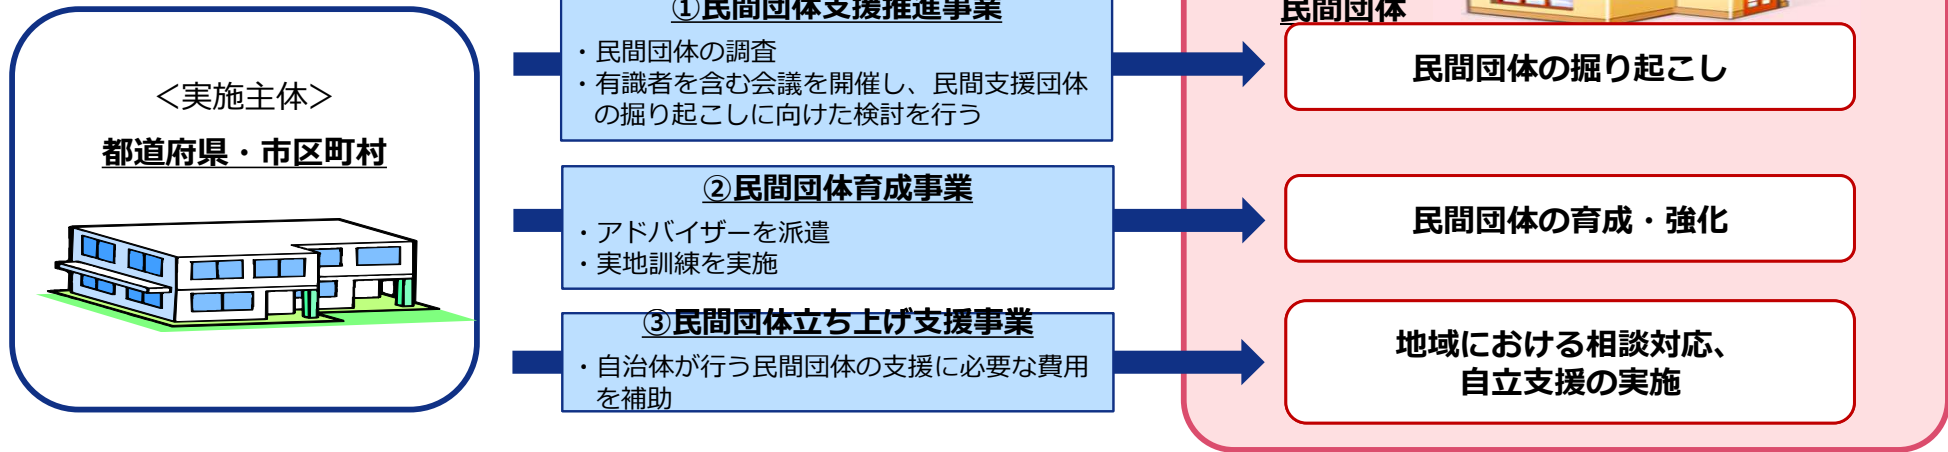 ＜実施主体＞
都道府県・市区町村
①民間団体支援推進事業
・民間団体の調査
・有識者を含む会議を開催し、民間支援団体
の掘り起こしに向けた検討を行う
②民間団体育成事業
・アドバイザーを派遣
・実地訓練を実施
③民間団体立ち上げ支援事業
・自治体が行う民間団体の支援に必要な費用
を補助
民間団体
民間団体の掘り起こし
民間団体の育成・強化
地域における相談対応、
自立支援の実施